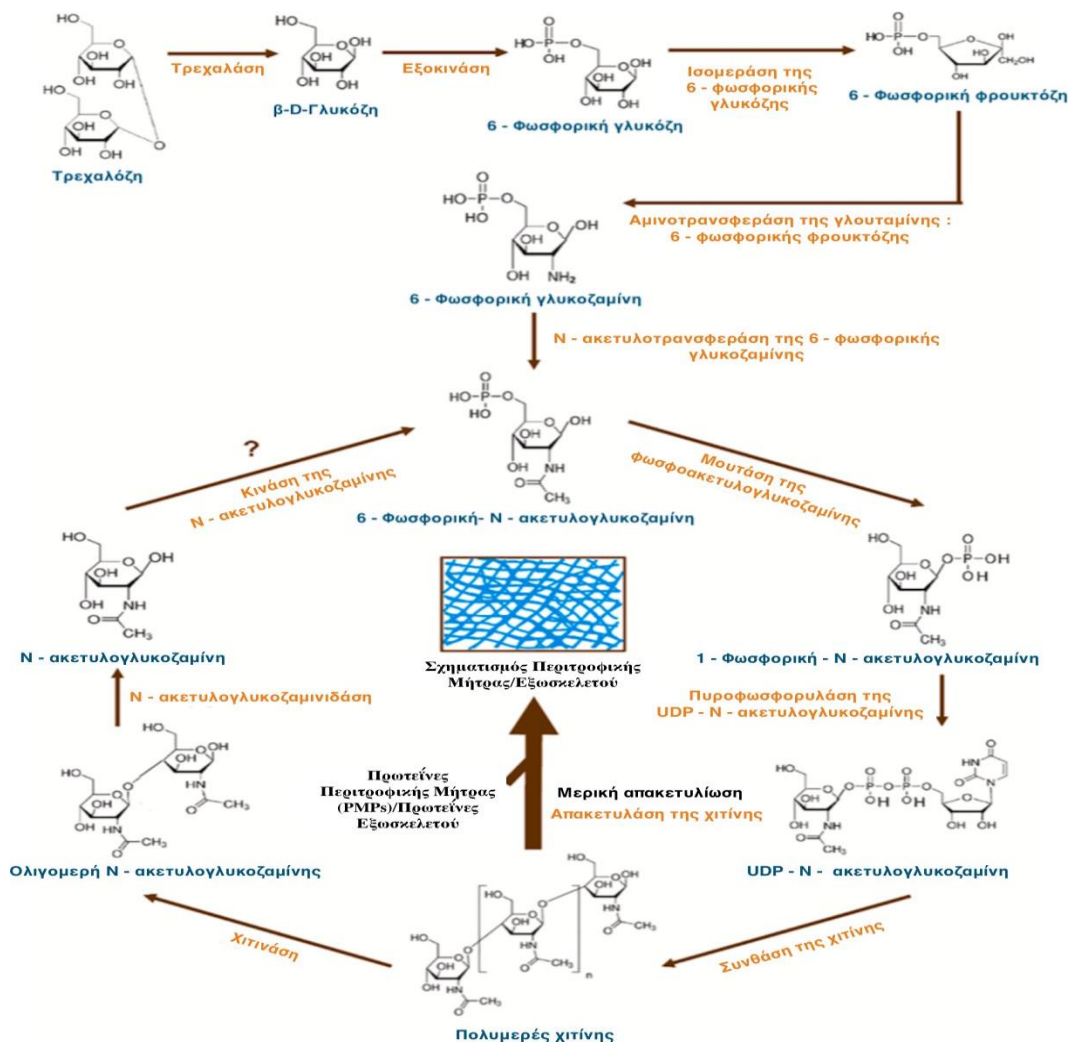 Τρεχαλόζη
Τρεχαλάση
β-D-Γλυκόζη
Εξοκινάση
6 - Φωσφορική γλυκόζη
Ισομεράση της
6 - φωσφορικής
γλυκόζης
6 - Φωσφορική φρουκτόζη
Αμινοτρανσφεράση της γλουταμίνης :
6 - φωσφορικής φρουκτόζης
6 - Φωσφορική γλυκοζαμίνη
N - ακετυλοτρανσφεράση της 6 - φωσφορικής
γλυκοζαμίνης
?
Κινάση της
N - ακετυλογλυκοζαμίνης
6 - Φωσφορική- N - ακετυλογλυκοζαμίνη
Μουτάση της
φωσφοακετυλογλυκοζαμίνης
N - ακετυλογλυκοζαμίνη
Σχηματισμός Περιτροφικής
Μήτρας/Εξωσκελετού
1 - Φωσφορική - N - ακετυλογλυκοζαμίνη
N - ακετυλογλυκοζαμινιδάση
Πυροφωσφορυλάση της
UDP - N - ακετυλογλυκοζαμίνης
Πρωτεΐνες
Περιτροφικής Μήτρας
(PMPs)/Πρωτεΐνες
Εξωσκελετού
Μερική απακετυλίωση
Απακετυλάση της χιτίνης
Ολιγομερή N - ακετυλογλυκοζαμίνης
UDP - N - ακετυλογλυκοζαμίνη
Χιτινάση
Συνθάση της χιτίνης
n
Πολυμερές χιτίνης